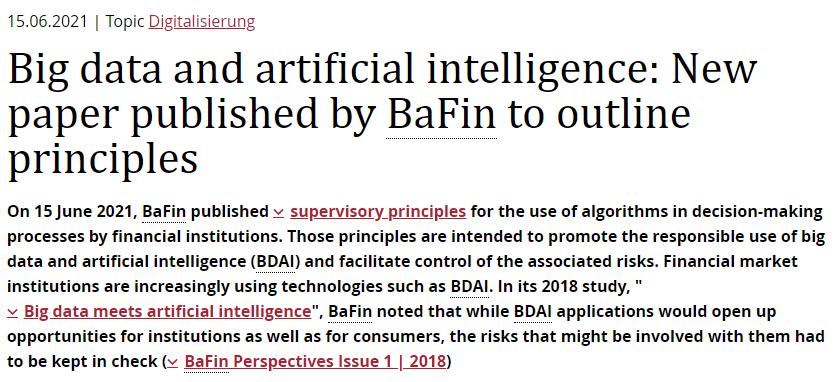 15.06.2021 | Topic Digitalisierung
Big data and artificial intelligence: New
paper published by BaFin to outline
principles
On 15 June 2021, BaFin published supervisory principles for the use of algorithms in decision-making
processes by financial institutions. Those principles are intended to promote the responsible use of big
data and artificial intelligence (BDAI) and facilitate control of the associated risks. Financial market
institutions are increasingly using technologies such as BDAI. In its 2018 study, "
Big data meets artificial intelligence", BaFin noted that while BDAI applications would open up
opportunities for institutions as well as for consumers, the risks that might be involved with them had
to be kept in check (BaFin Perspectives Issue 1 | 2018)